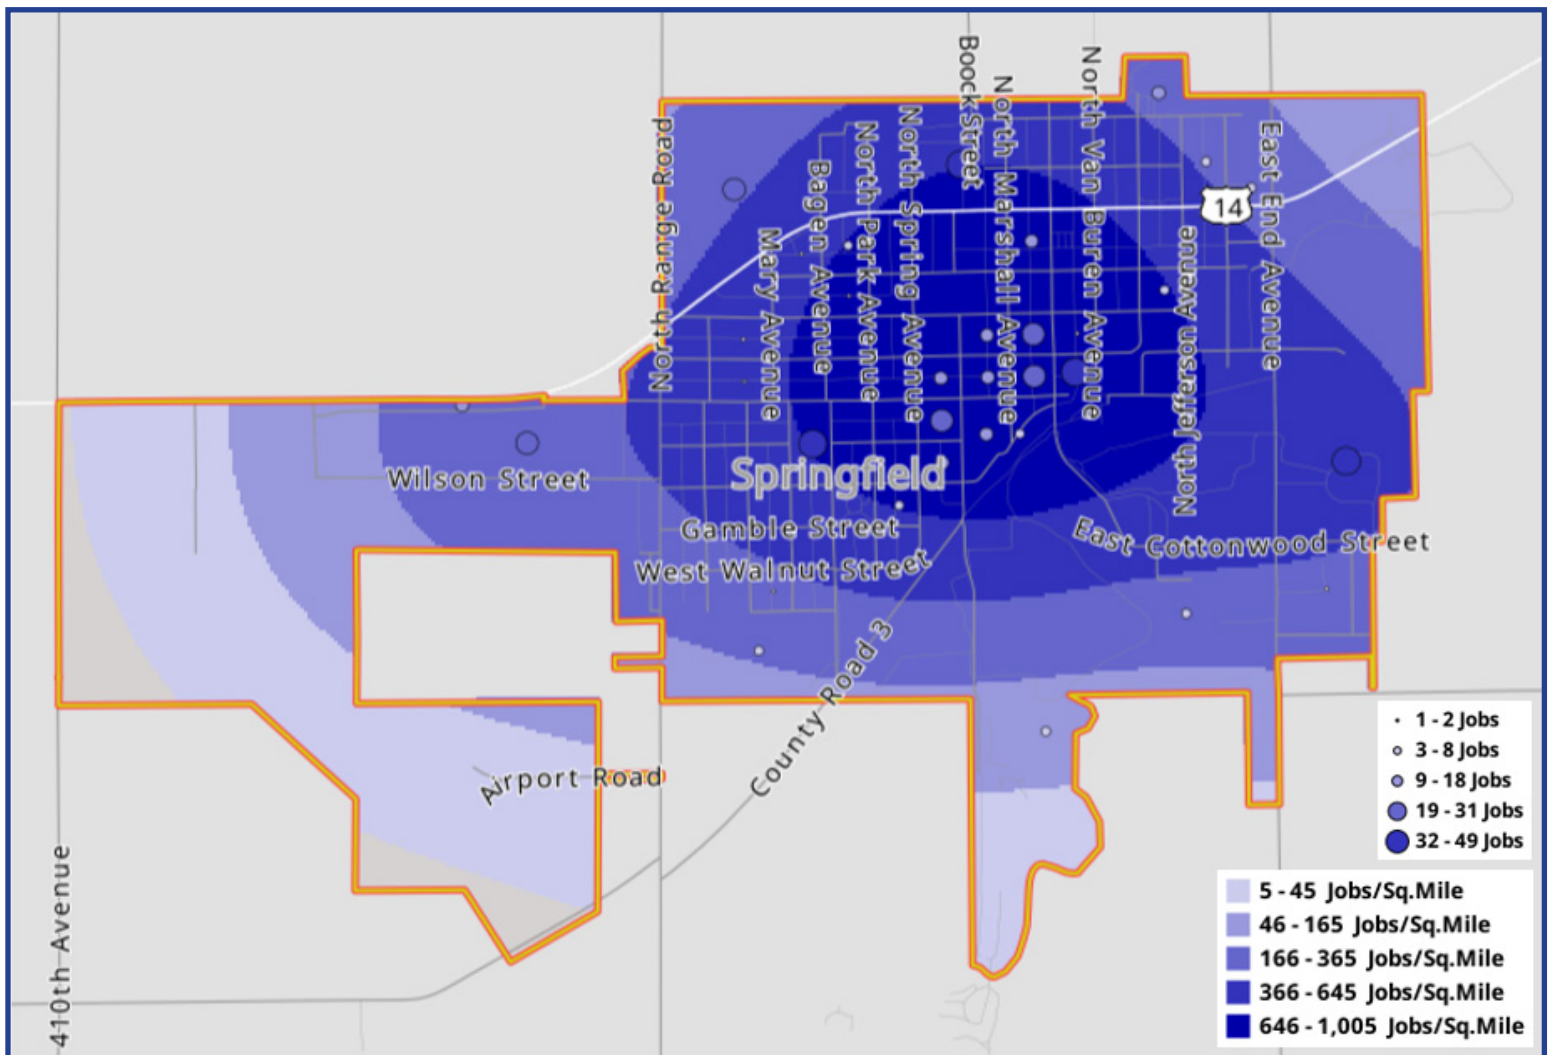 Boock Street
North Van Buren Avenue
North Marshall Avenue
North Spring Avenue
North Park Avenue
North Range Road
East End Avenue
Bagen Avenue
14
Mary Avenue
North Jefferson Avenue
Springfield
Wilson Street
Gamble Street
East Cottonwood Street
West Walnut Street
County Road 3
Airport Road
410th Avenue
1 - 2 Jobs
3 - 8 Jobs
9 - 18 Jobs
19 - 31 Jobs
32 - 49 Jobs
5 - 45 Jobs/Sq.Mile
46 - 165 Jobs/Sq.Mile
166 - 365 Jobs/Sq.Mile
366 - 645 Jobs/Sq.Mile
646 - 1,005 Jobs/Sq.Mile